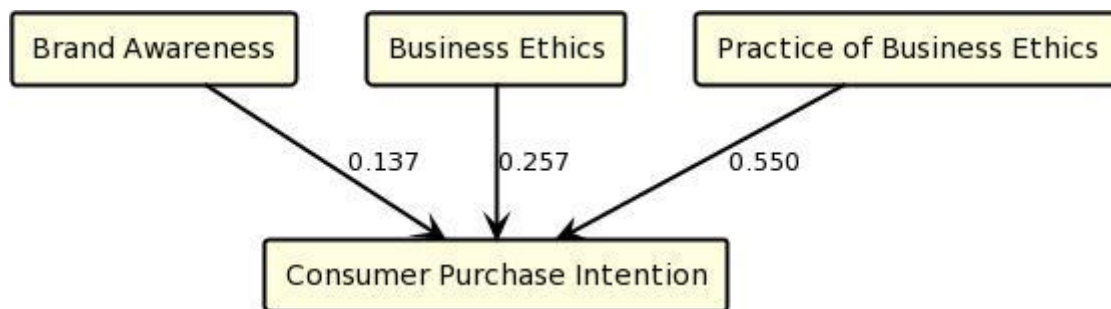 Brand Awareness
Business Ethics
Practice of Business Ethics
0.137
0.257
0.550
Consumer Purchase Intention